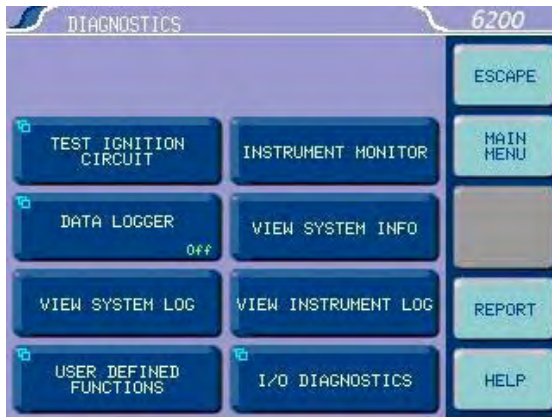 DIAGNOSTICS
6200
ESCAPE
TEST IGNITION
CIRCUIT
INSTRUMENT MONITOR
MAIN
MENU
DATA LOGGER
Off
VIEW SYSTEM INFO
VIEW SYSTEM LOG
VIEW INSTRUMENT LOG
REPORT
USER DEFINED
FUNCTIONS
I/O DIAGNOSTICS
HELP